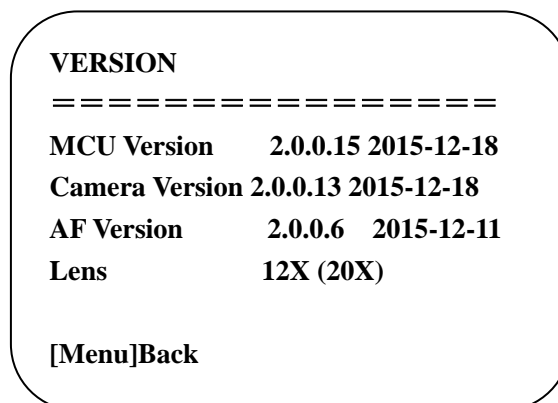 VERSION
=================
MCU Version 2.0.0.15 2015-12-18
Camera Version 2.0.0.13 2015-12-18
AF Version 2.0.0.6 2015-12-11
Lens 12X (20X)
[Menu]Back